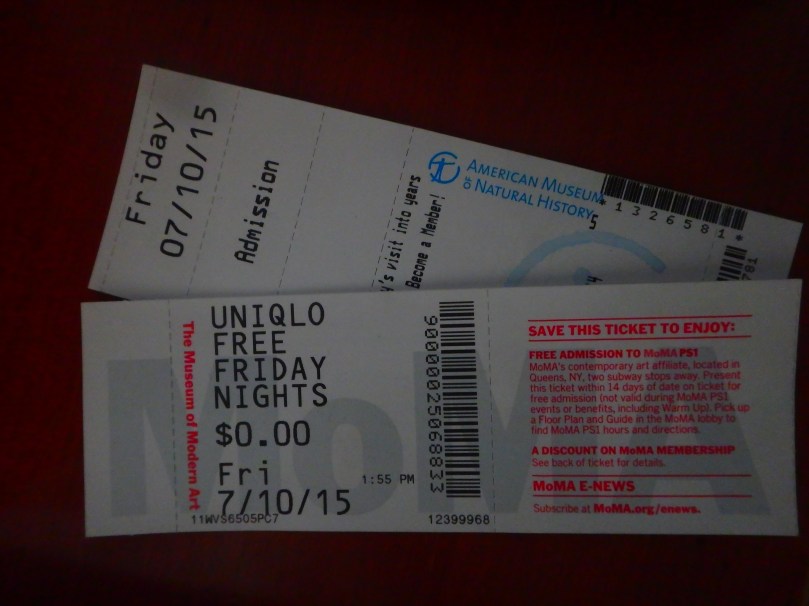 Friday
07/10/15
Admission
y's visit into years
Become a Member!
AMERICAN MUSEUM
OF NATURAL HISTORY
*1326581*
781
The Museum of Modern Art
UNIQLO
FREE
FRIDAY
NIGHTS
$0.00
Fri
1:55 PM
7/10/15
11WVS6505PC7
900000025068833
12399968
MoMA
SAVE THIS TICKET TO ENJOY:
FREE ADMISSION TO MoMA PS1
MoMA's contemporary art affiliate, located in
Queens, NY, two subway stops away. Present
this ticket within 14 days of date on ticket for
free admission (not valid during MoMA PS1
events or benefits, including Warm Up). Pick up
a Floor Plan and Guide in the MoMA lobby to
find MoMA PS1 hours and directions.
A DISCOUNT ON MoMA MEMBERSHIP
See back of ticket for details.
MoMA E-NEWS
Subscribe at MoMA.org/enews.